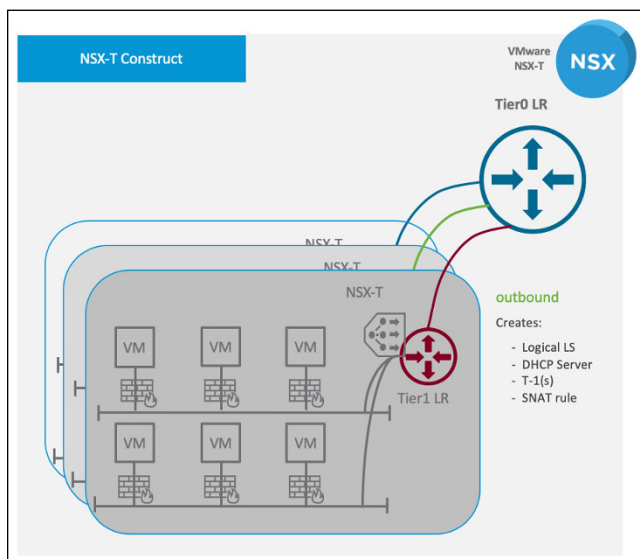 NSX-T Construct
VMware
NSX-T
NSX
Tier0 LR
NSX-T
NSX-T
NSX-T
VM
VM
VM
Tier1 LR
VM
VM
VM
outbound
Creates:
- Logical LS
- DHCP Server
- T-1(s)
- SNAT rule